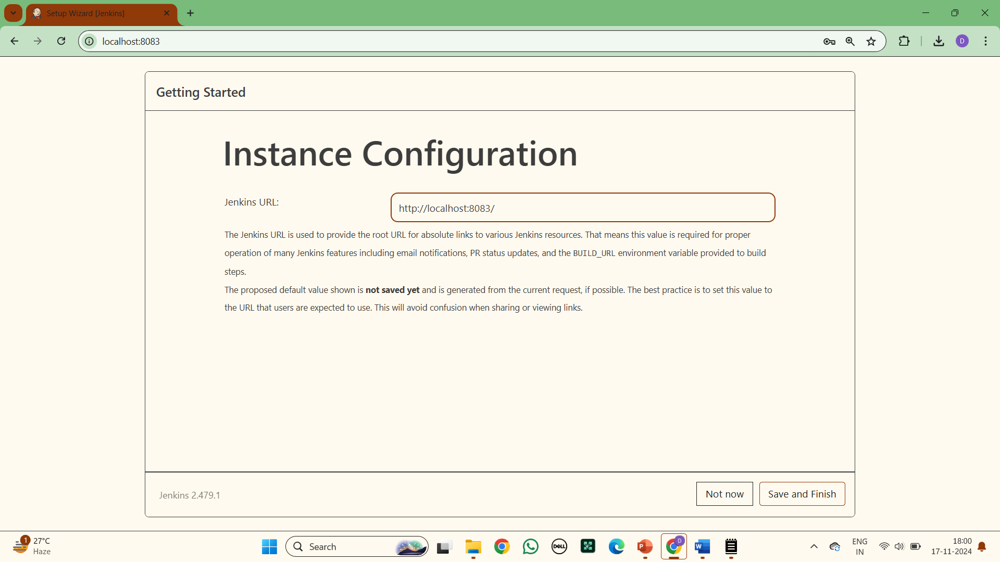 Setup Wizard [Jenkins]
localhost:8083
D
Getting Started
Instance Configuration
Jenkins URL:
http://localhost:8083/
The Jenkins URL is used to provide the root URL for absolute links to various Jenkins resources. That means this value is required for proper
operation of many Jenkins features including email notifications, PR status updates, and the BUILD_URL environment variable provided to build
steps.
The proposed default value shown is not saved yet and is generated from the current request, if possible. The best practice is to set this value to
the URL that users are expected to use. This will avoid confusion when sharing or viewing links.
Jenkins 2.479.1
Not now
Save and Finish
1
27°C
Haze
Search
DELL
P
D
W
ENG
IN
18:00
17-11-2024